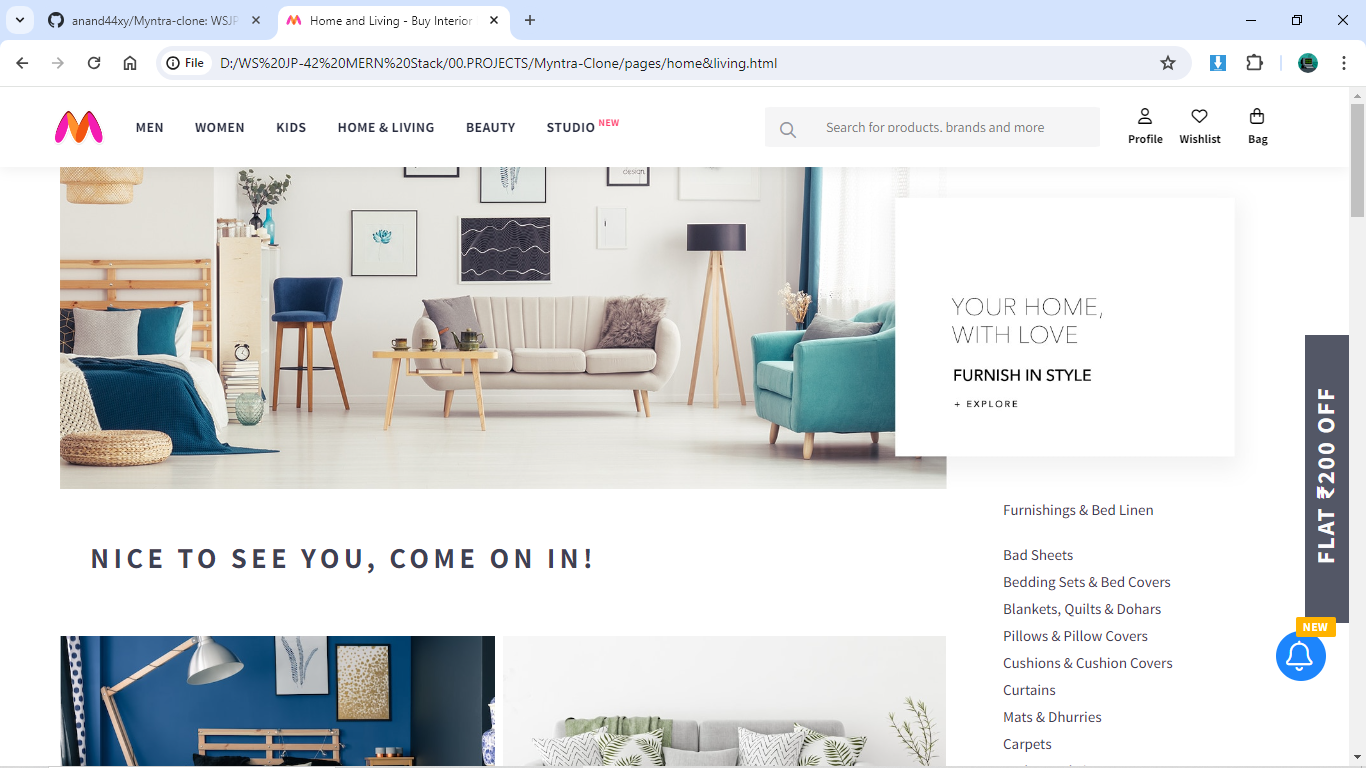 anand44xy/Myntra-clone: WSJP
Home and Living - Buy Interior
File
D:/WS%20JP-42%20MERN%20Stack/00.PROJECTS/Myntra-Clone/pages/home&living.html
MEN
WOMEN
KIDS
HOME & LIVING
BEAUTY
STUDIO NEW
Search for products, brands and more
Profile
Wishlist
Bag
DESIGN
YOUR HOME,
WITH LOVE
FURNISH IN STYLE
+ EXPLORE
FLAT ₹200 OFF
NICE TO SEE YOU, COME ON IN!
Furnishings & Bed Linen
Bad Sheets
Bedding Sets & Bed Covers
Blankets, Quilts & Dohars
Pillows & Pillow Covers
Cushions & Cushion Covers
Curtains
Mats & Dhurries
Carpets
NEW